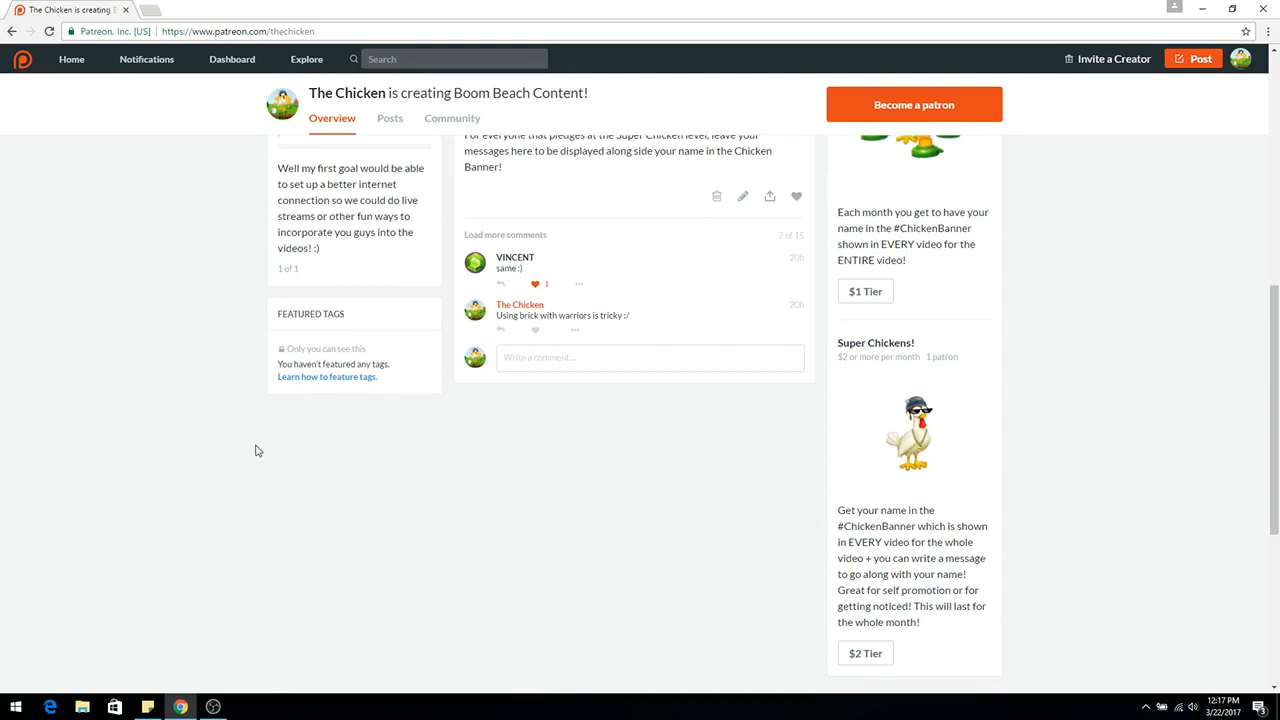 The Chicken is creating B
Patreon, Inc. [US]
https://www.patreon.com/thechicken
Home
Notifications
Dashboard
Explore
Search
Invite a Creator
Post
The Chicken is creating Boom Beach Content!
Become a patron
Overview
Posts
Community
Well my first goal would be able
to set up a better internet
connection so we could do live
streams or other fun ways to
incorporate you guys into the
videos! :)
1 of 1
FEATURED TAGS
Only you can see this
You haven't featured any tags.
Learn how to feature tags.
For everyone that pledges at the Super Chicken level, leave your
messages here to be displayed along side your name in the Chicken
Banner!
Load more comments
2 of 15
VINCENT
20h
same :)
1
The Chicken
20h
Using brick with warriors is tricky :/
Write a comment...
Each month you get to have your
name in the #ChickenBanner
shown in EVERY video for the
ENTIRE video!
$1 Tier
Super Chickens!
$2 or more per month · 1 patron
Get your name in the
#ChickenBanner which is shown
in EVERY video for the whole
video + you can write a message
to go along with your name!
Great for self promotion or for
getting noticed! This will last for
the whole month!
$2 Tier
12:17 PM
3/22/2017
3